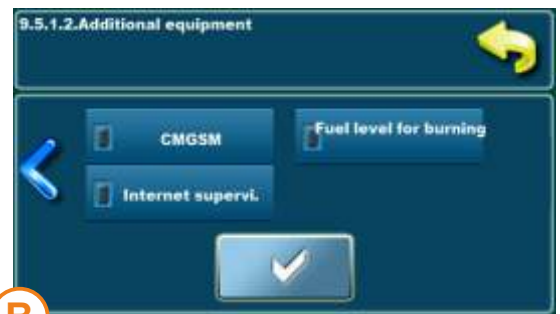 9.5.1.2.Additional equipment
CMGSM
Fuel level for burning
Internet supervi.
B